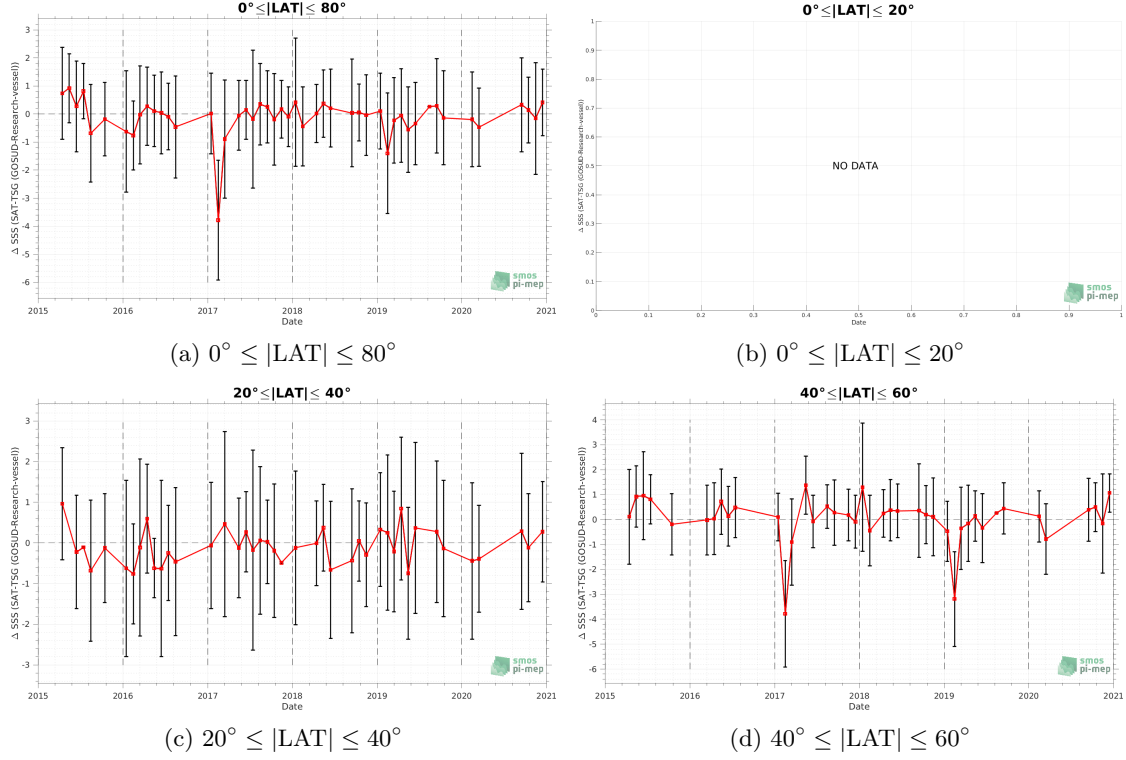 0°≤|LAT|≤ 80°
Δ SSS (SAT-TSG (GOSUD-Research-vessel))
3
2
1
0
-1
-2
-3
-4
-5
-6
2015 2016 2017 2018 2019 2020 2021
Date
smos
pi-mep
(a) 0° ≤ |LAT| ≤ 80°
0°≤|LAT|≤ 20°
Δ SSS (SAT-TSG (GOSUD-Research-vessel))
1
0.9
0.8
0.7
0.6
0.5
0.4
0.3
0.2
0.1
0
NO DATA
0 0.1 0.2 0.3 0.4 0.5 0.6 0.7 0.8 0.9 1
Date
smos
pi-mep
(b) 0° ≤ |LAT| ≤ 20°
20°≤|LAT|≤ 40°
Δ SSS (SAT-TSG (GOSUD-Research-vessel))
3
2
1
0
-1
-2
-3
2015 2016 2017 2018 2019 2020 2021
Date
smos
pi-mep
(c) 20° ≤ |LAT| ≤ 40°
40°≤|LAT|≤ 60°
Δ SSS (SAT-TSG (GOSUD-Research-vessel))
4
3
2
1
0
-1
-2
-3
-4
-5
-6
2015 2016 2017 2018 2019 2020 2021
Date
smos
pi-mep
(d) 40° ≤ |LAT| ≤ 60°